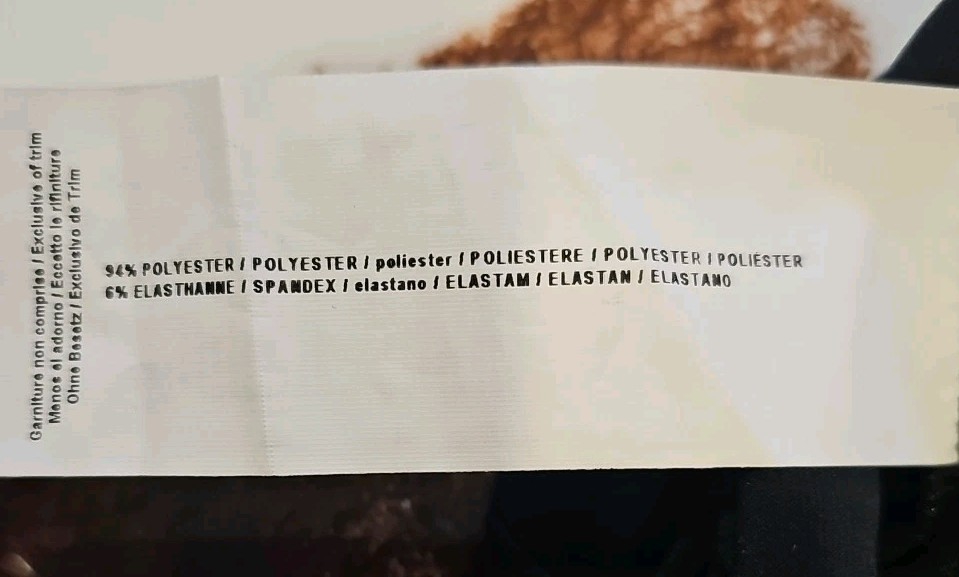 Garniture non comprise / Exclusive of trim
Menos el adorno / Eccetto le rifiniture
Ohne Besatz / Exclusivo de Trim
94% POLYESTER / POLYESTER / poliester / POLIESTERE / POLYESTER / POLIÉSTER
6% ELASTHANNE / SPANDEX / elastano / ELASTAM / ELASTAN / ELASTANO